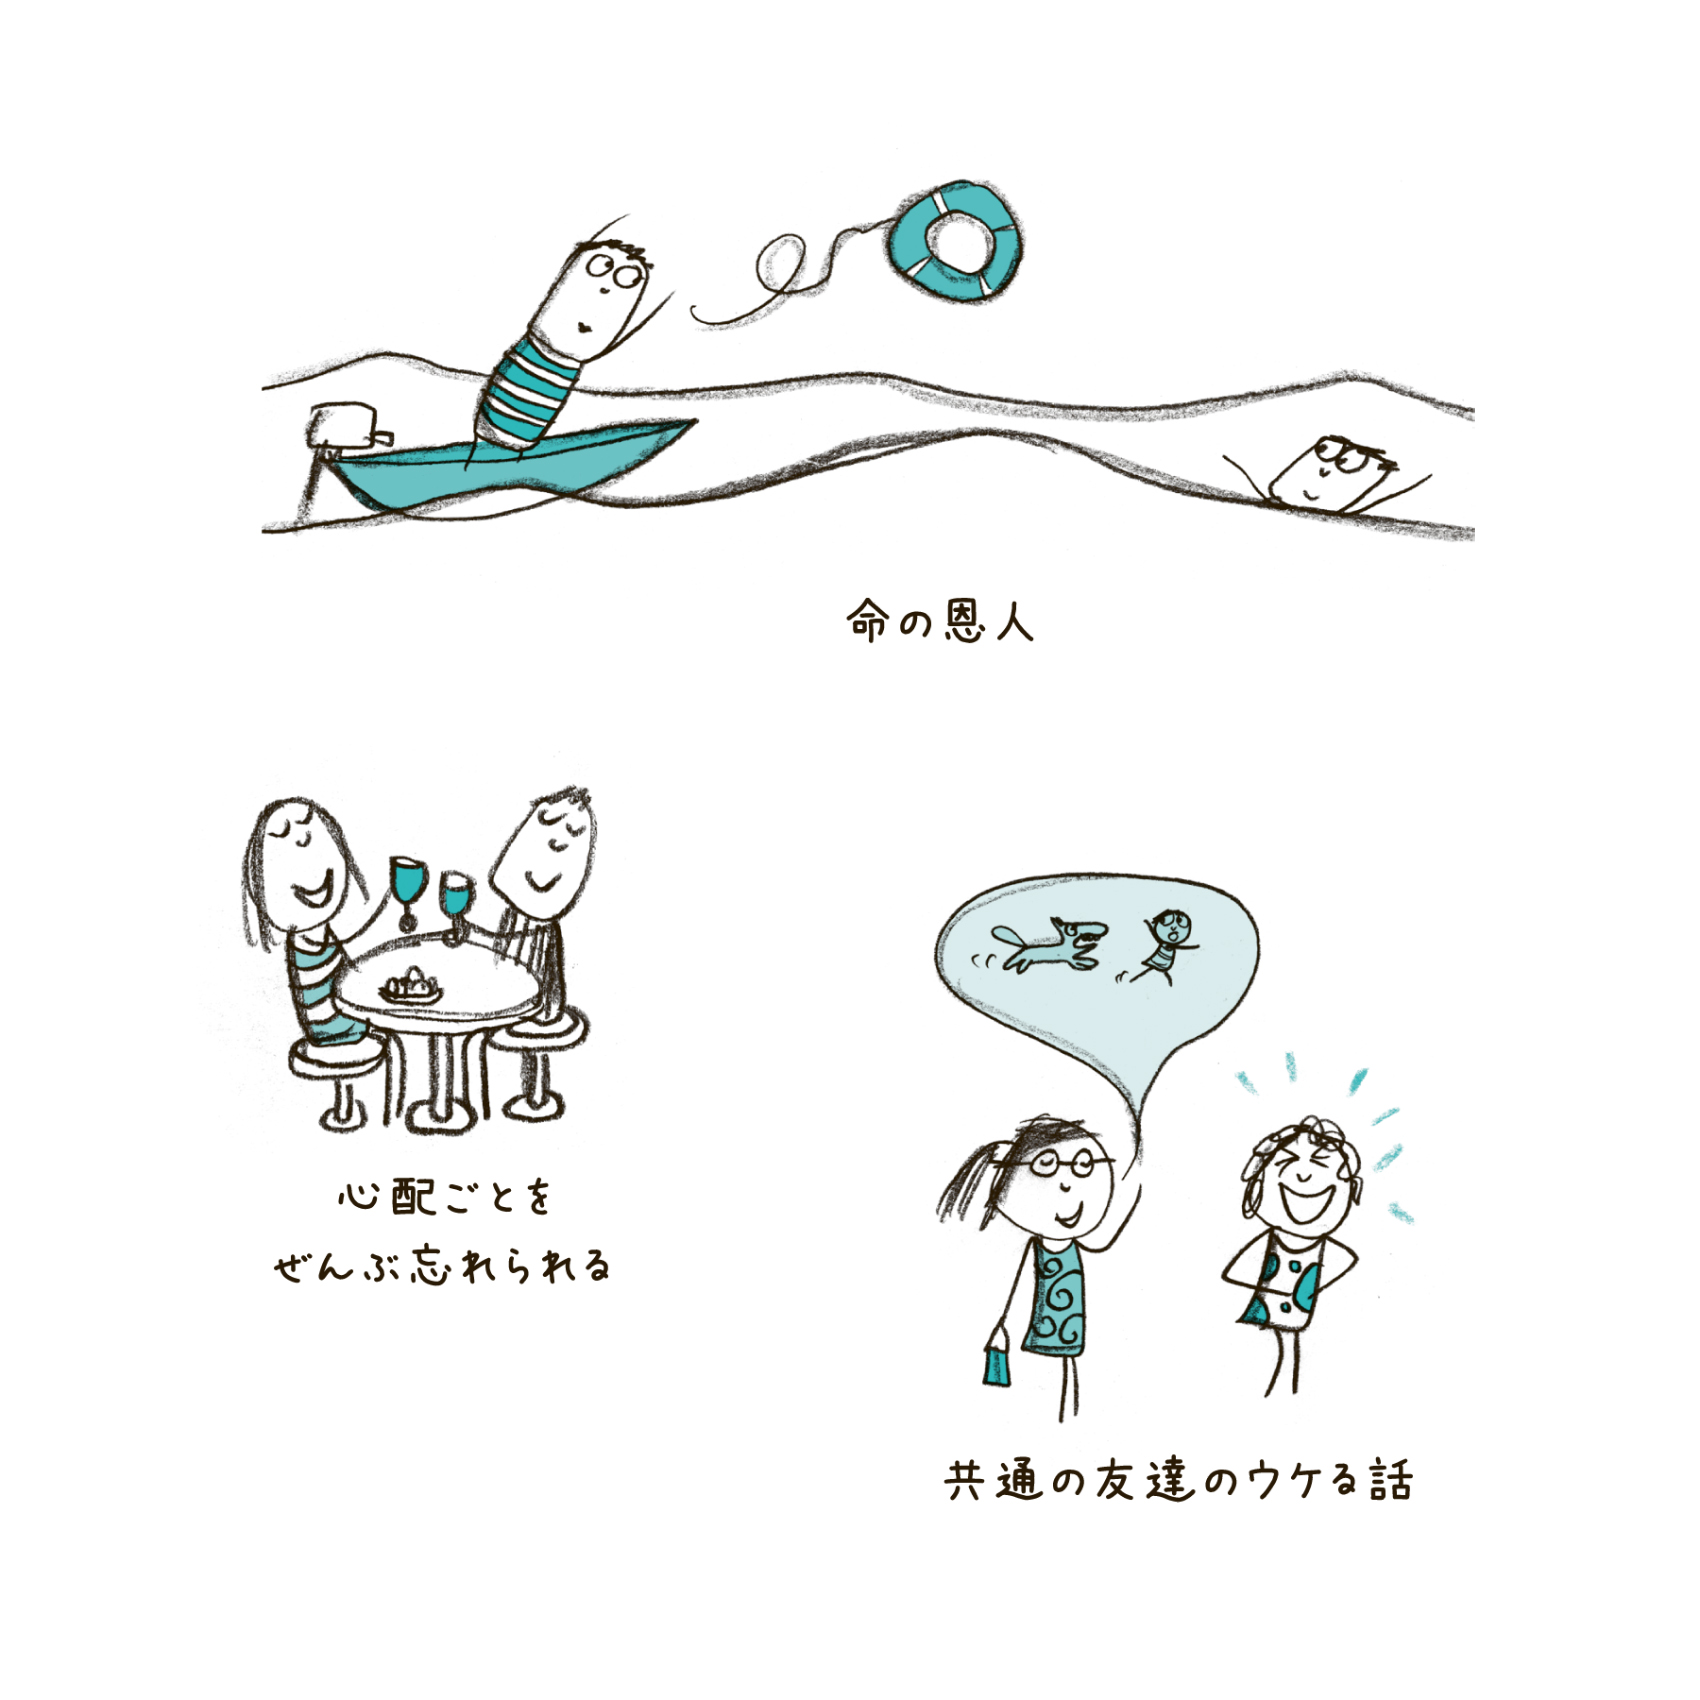 命の恩人
心配ごとを
ぜんぶ忘れられる
共通の友達のウケる話